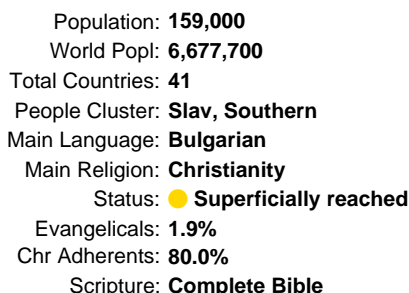 Population: 159,000
World Popl: 6,677,700
Total Countries: 41
People Cluster: Slav, Southern
Main Language: Bulgarian
Main Religion: Christianity
Status: Superficially reached
Evangelicals: 1.9%
Chr Adherents: 80.0%
Scripture: Complete Bible